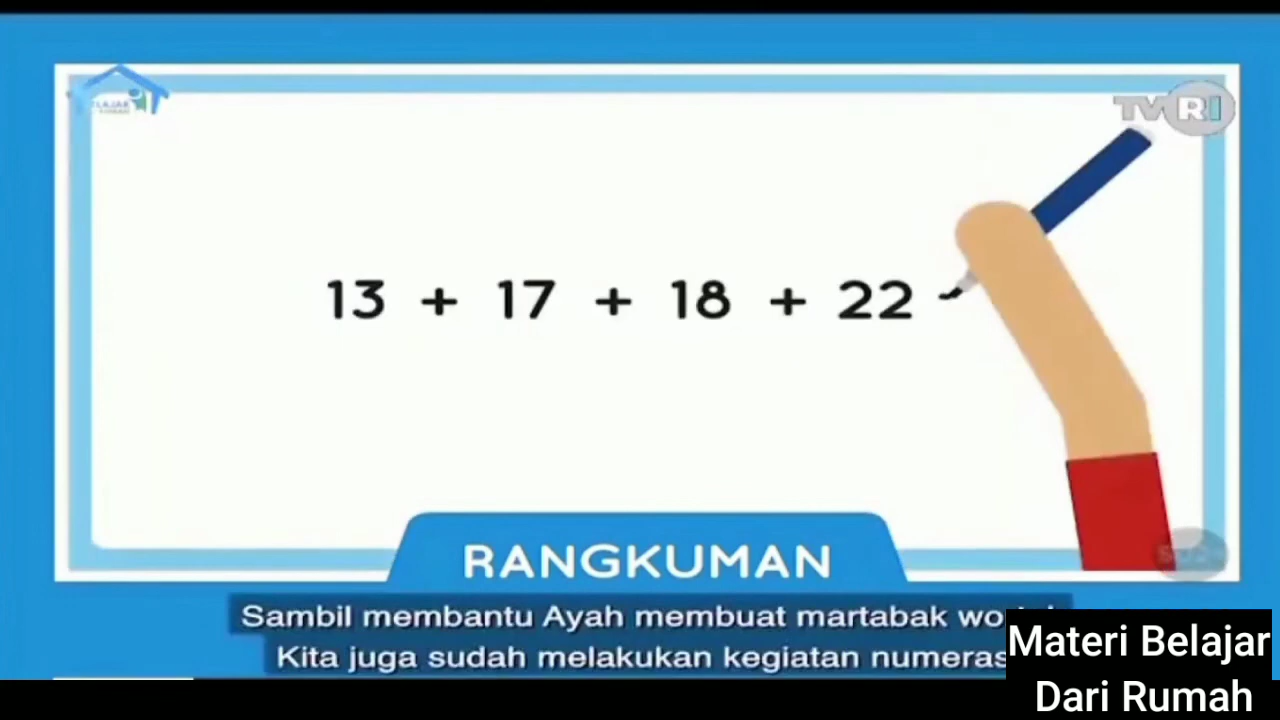 TVRI
13 + 17 + 18 + 22
RANGKUMAN
Sambil membantu Ayah membuat martabak
Kita juga sudah melakukan kegiatan
Materi Belajar
Dari Rumah